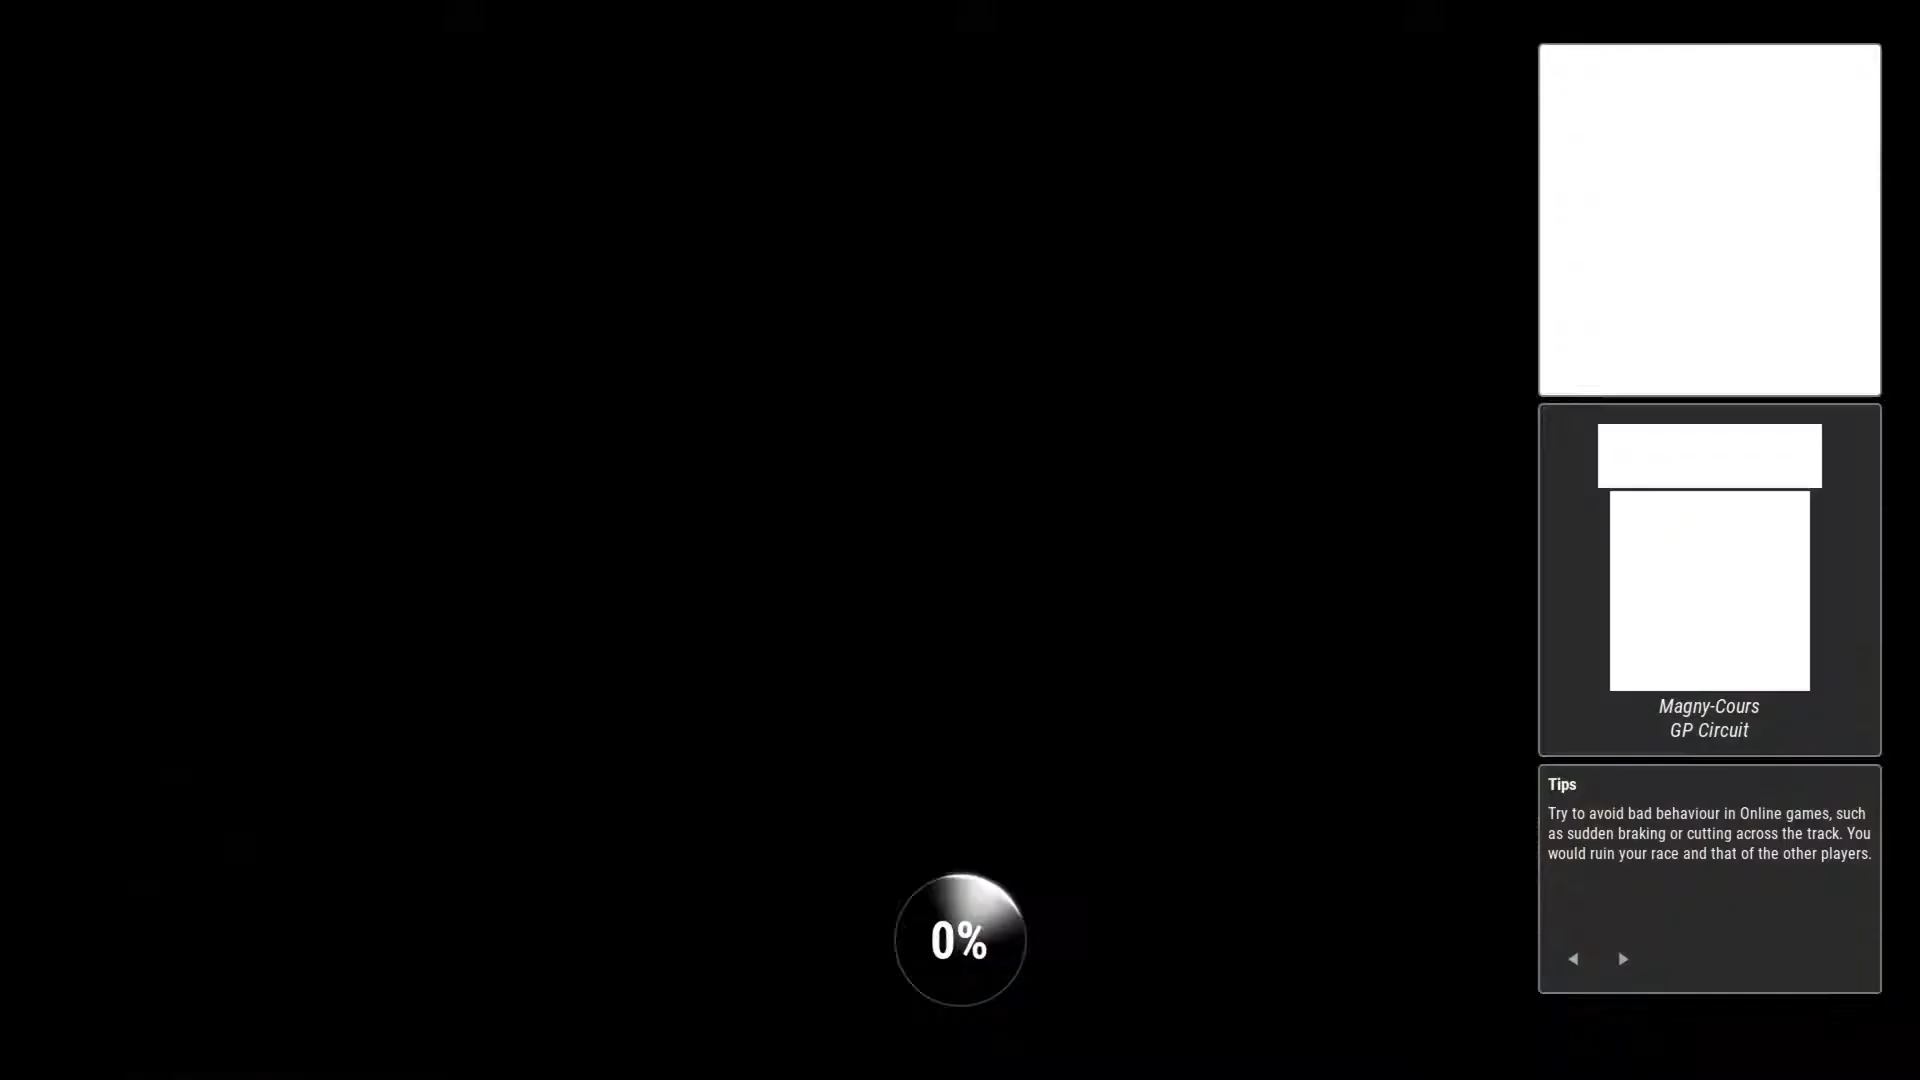 Magny-Cours
GP Circuit
Tips
Try to avoid bad behaviour in Online games, such
as sudden braking or cutting across the track. You
would ruin your race and that of the other players.
0%